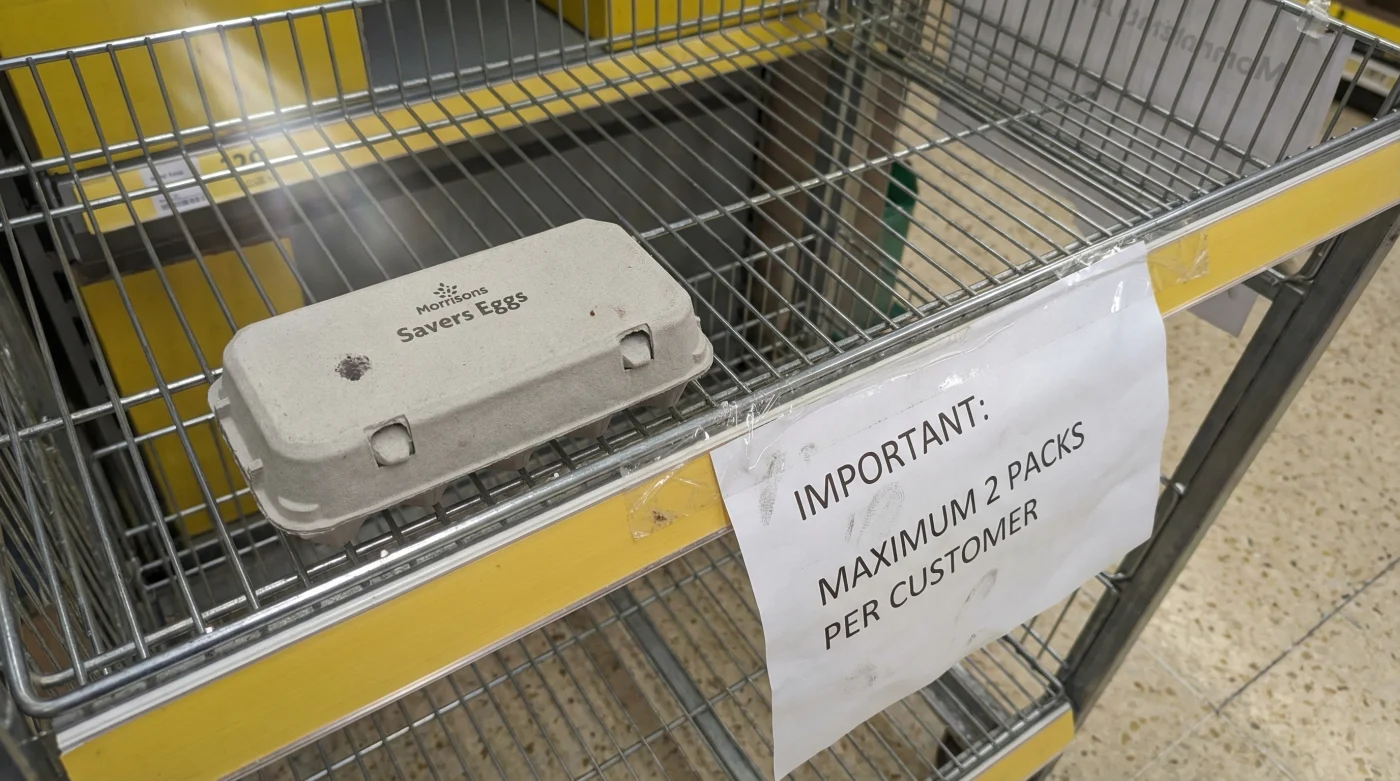 Morrisons
Savers Eggs
IMPORTANT:
MAXIMUM 2 PACKS
PER CUSTOMER